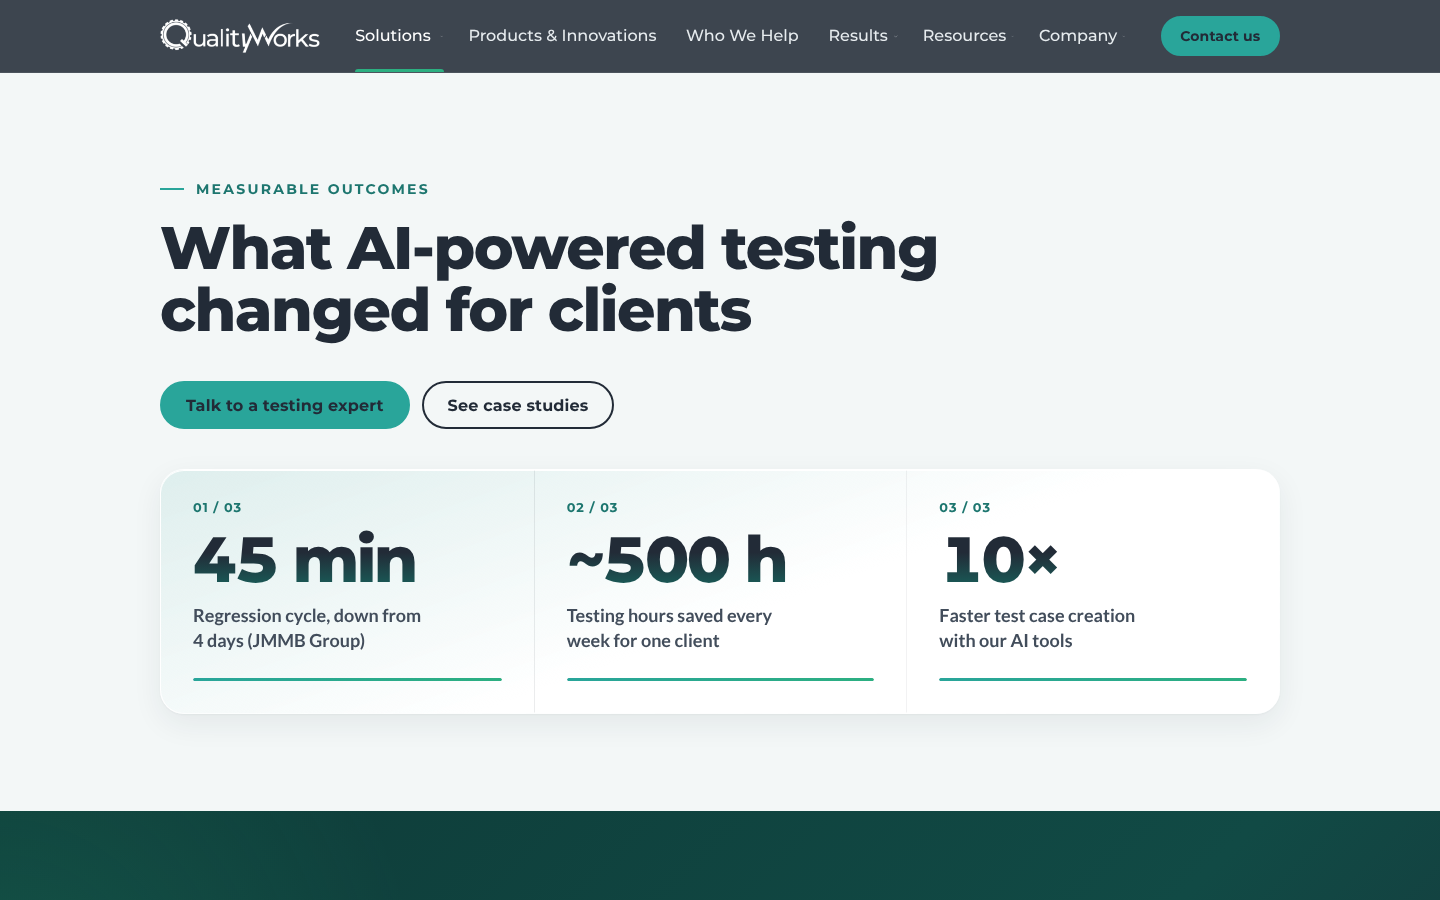 QualityWorks
Solutions
Products & Innovations
Who We Help
Results
Resources
Company
Contact us
MEASURABLE OUTCOMES
What AI-powered testing
changed for clients
Talk to a testing expert
See case studies
01 / 03
45 min
Regression cycle, down from
4 days (JMMB Group)
02 / 03
~500 h
Testing hours saved every
week for one client
03 / 03
10×
Faster test case creation
with our AI tools